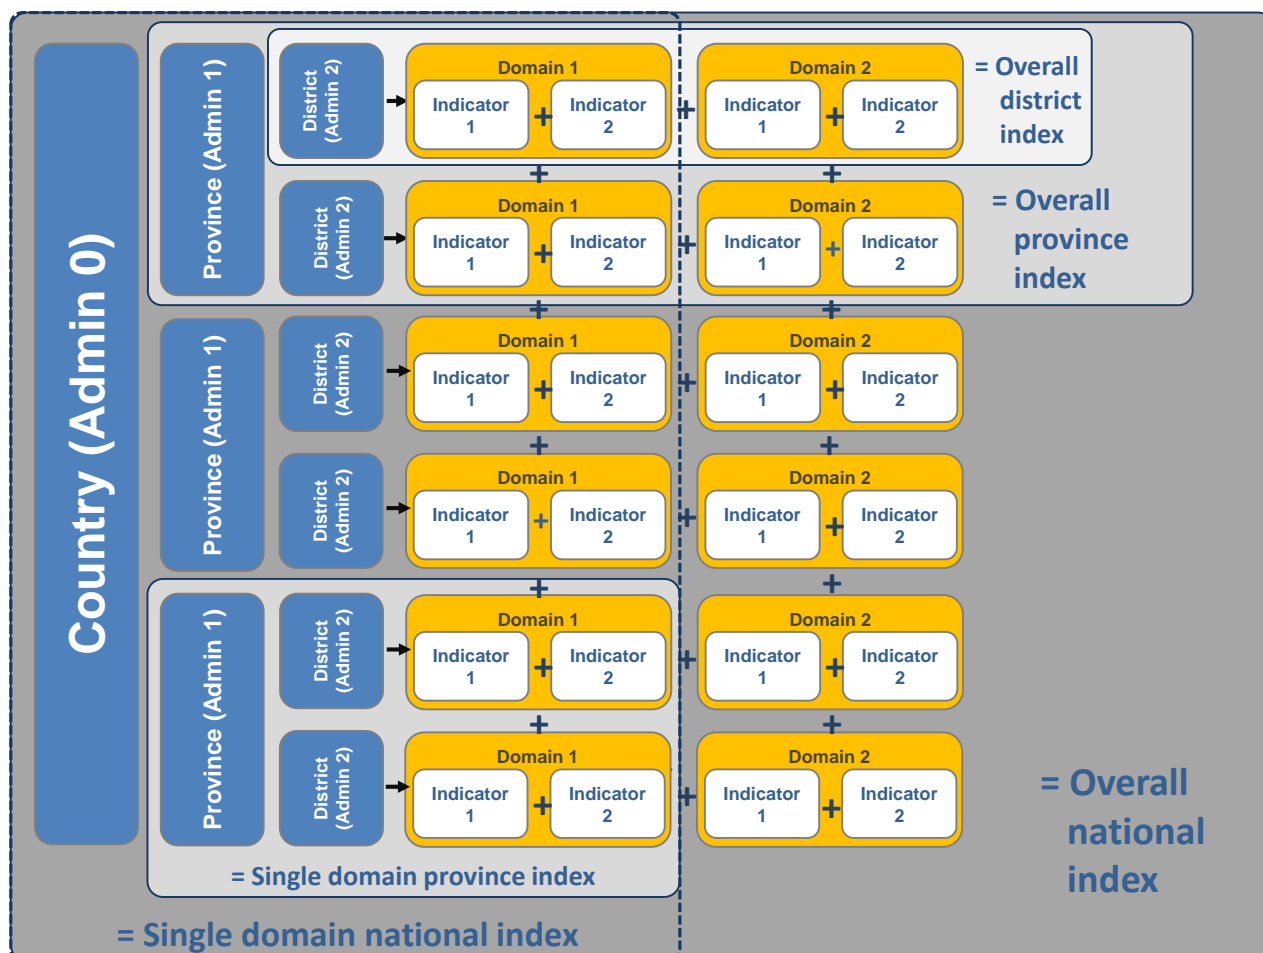 Country (Admin 0)
Province (Admin 1)
District
(Admin 2)
Domain 1
Indicator
1
+
Indicator
2
+
Domain 2
Indicator
1
+
Indicator
2
= Overall
district
index
+
+
District
(Admin 2)
Domain 1
Indicator
1
+
Indicator
2
+
Domain 2
Indicator
1
+
Indicator
2
= Overall
province
index
+
+
Province (Admin 1)
District
(Admin 2)
Domain 1
Indicator
1
+
Indicator
2
+
Domain 2
Indicator
1
+
Indicator
2
+
+
District
(Admin 2)
Domain 1
Indicator
1
+
Indicator
2
+
Domain 2
Indicator
1
+
Indicator
2
+
+
Province (Admin 1)
District
(Admin 2)
Domain 1
Indicator
1
+
Indicator
2
+
Domain 2
Indicator
1
+
Indicator
2
+
+
District
(Admin 2)
Domain 1
Indicator
1
+
Indicator
2
+
Domain 2
Indicator
1
+
Indicator
2
= Overall
national
index
= Single domain province index
= Single domain national index